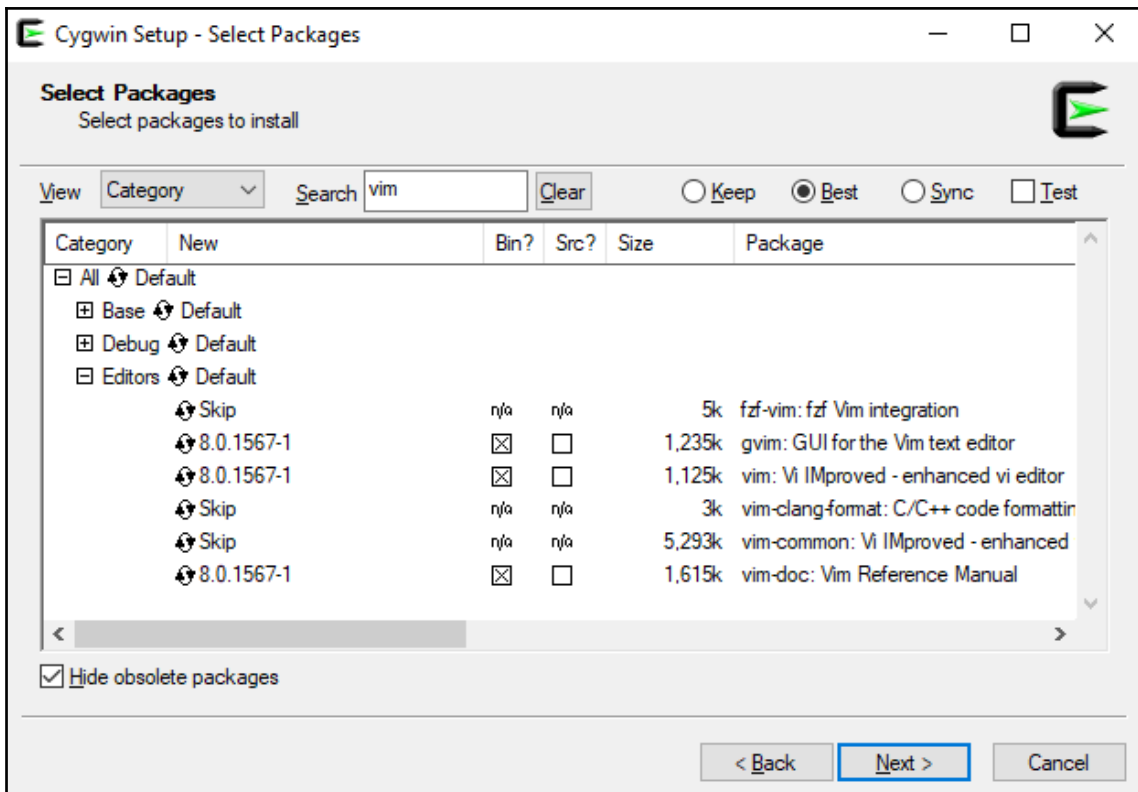 Cygwin Setup - Select Packages
Select Packages
Select packages to install
View Category Search vim Clear Keep Best Sync Test
Category New Bin? Src? Size Package
All Default
Base Default
Debug Default
Editors Default
Skip n/a n/a 5k fzf-vim: fzf Vim integration
8.0.1567-1 1,235k gvim: GUI for the Vim text editor
8.0.1567-1 1,125k vim: Vi IMproved - enhanced vi editor
Skip n/a n/a 3k vim-clang-format: C/C++ code formattin
Skip n/a n/a 5,293k vim-common: Vi IMproved - enhanced
8.0.1567-1 1,615k vim-doc: Vim Reference Manual
Hide obsolete packages
< Back Next > Cancel